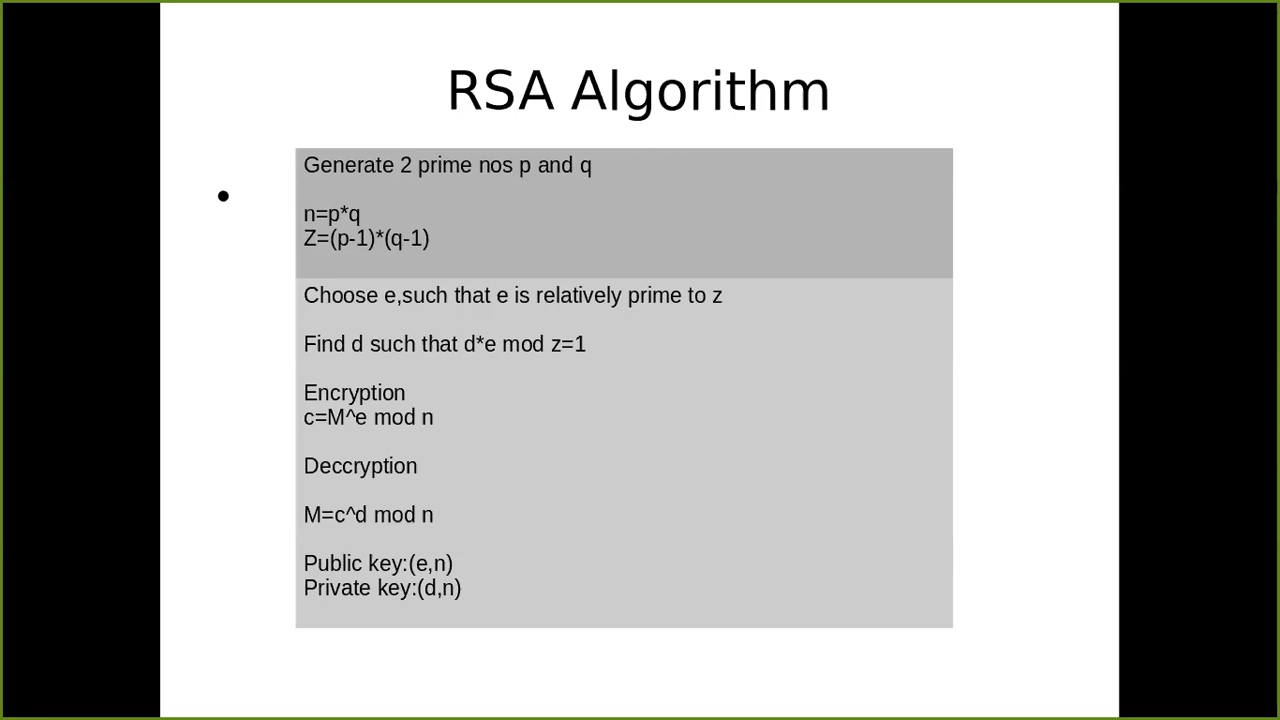 RSA Algorithm
Generate 2 prime nos p and q
n=p*q
Z=(p-1)*(q-1)
Choose e,such that e is relatively prime to z
Find d such that d*e mod z=1
Encryption
c=M^e mod n
Deccryption
M=c^d mod n
Public key:(e,n)
Private key:(d,n)